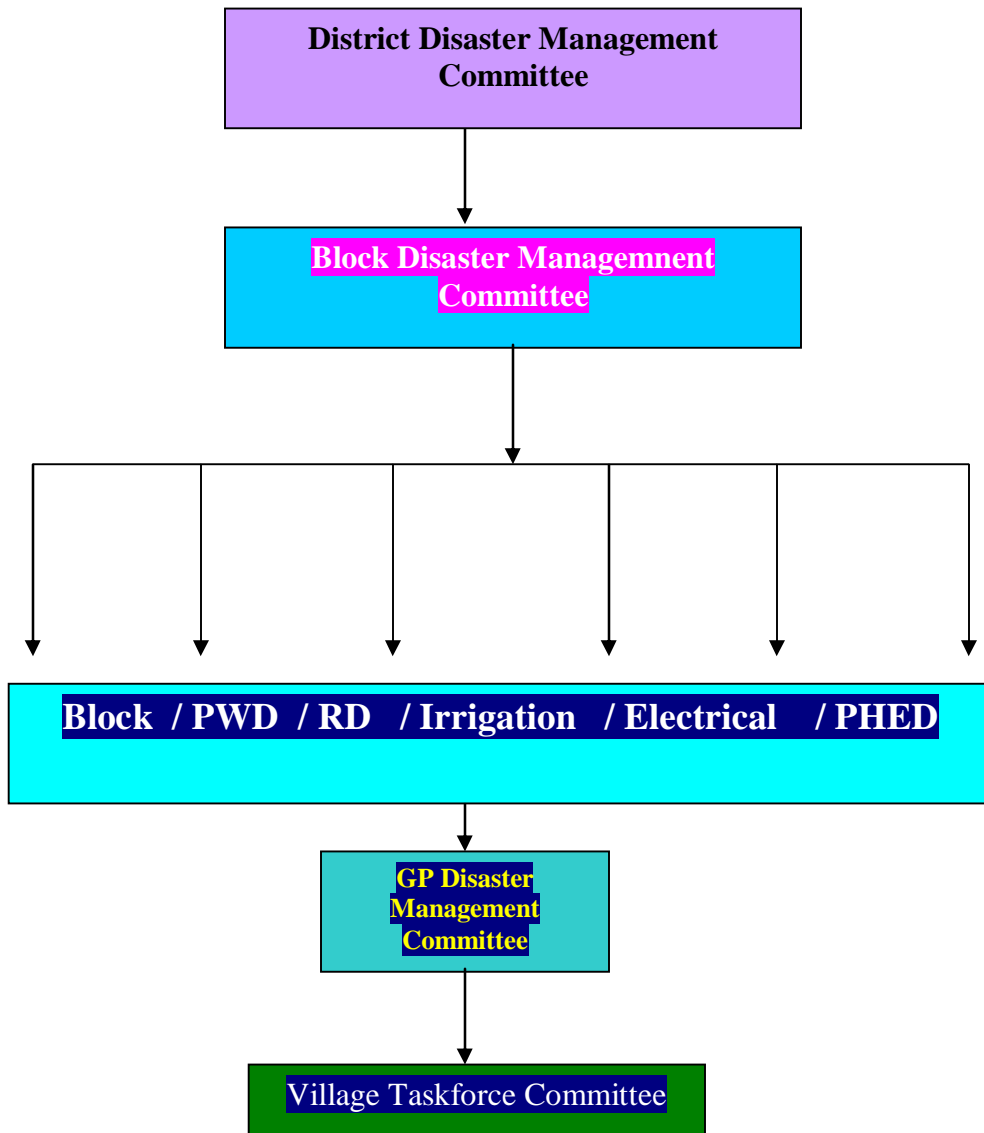 District Disaster Management
Committee
Block Disaster Managemnent
Committee
Block / PWD / RD / Irrigation / Electrical / PHED
GP Disaster
Management
Committee
Village Taskforce Committee